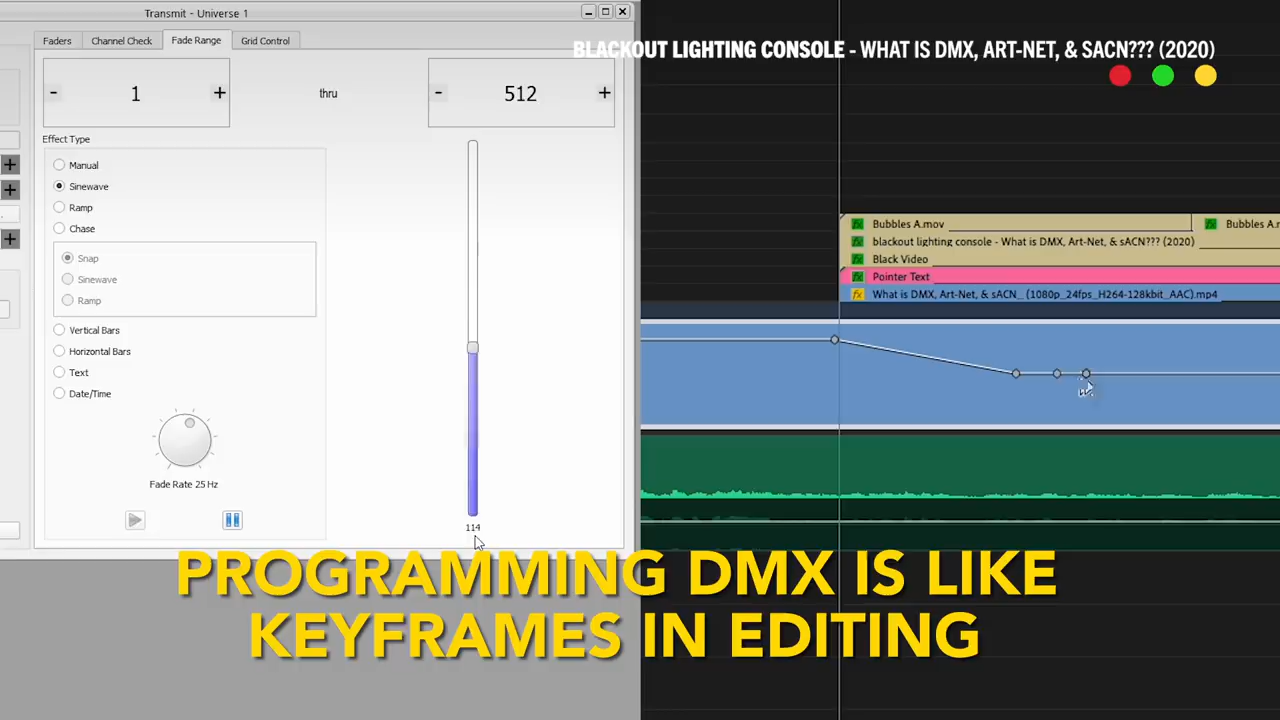 Transmit - Universe 1
Faders Channel Check Fade Range Grid Control
BLACKOUT LIGHTING CONSOLE - WHAT IS DMX, ART-NET, & SACN??? (2020)
- 1 + thru - 512 +
Effect Type
Manual
Sinewave
Ramp
Chase
Snap
Sinewave
Ramp
Vertical Bars
Horizontal Bars
Text
Date/Time
Fade Rate 25 Hz
114
Bubbles A.mov
blackout lighting console - What is DMX, Art-Net, & sACN??? (2020)
Black Video
Pointer Text
What is DMX, Art-Net, & sACN_ (1080p_24fps_H264-128kbit_AAC).mp4
PROGRAMMING DMX IS LIKE
KEYFRAMES IN EDITING